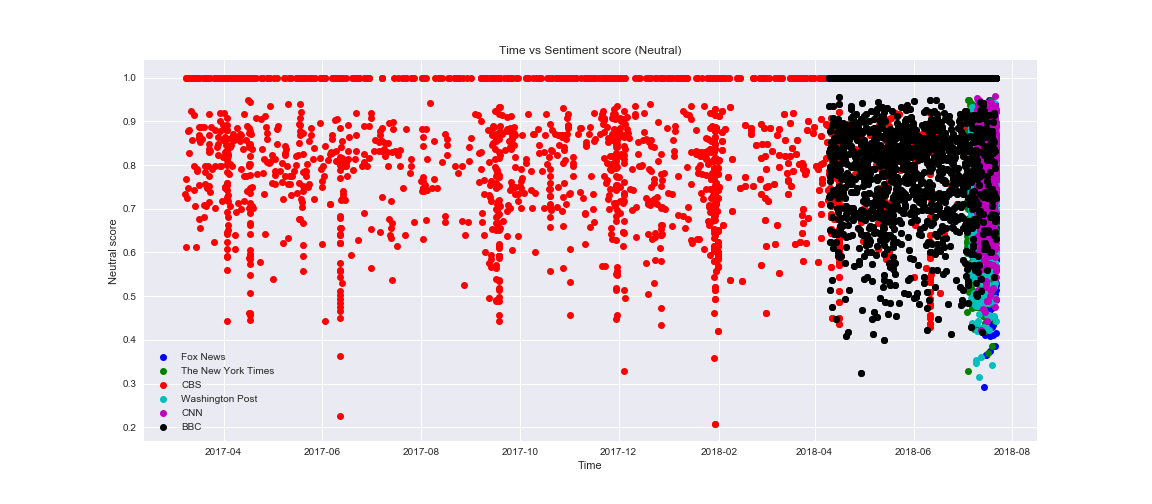 Time vs Sentiment score (Neutral)
1.0
0.9
0.8
0.7
0.6
0.5
0.4
0.3
0.2
Neutral score
Fox News
The New York Times
CBS
Washington Post
CNN
BBC
2017-04 2017-06 2017-08 2017-10 2017-12 2018-02 2018-04 2018-06 2018-08
Time